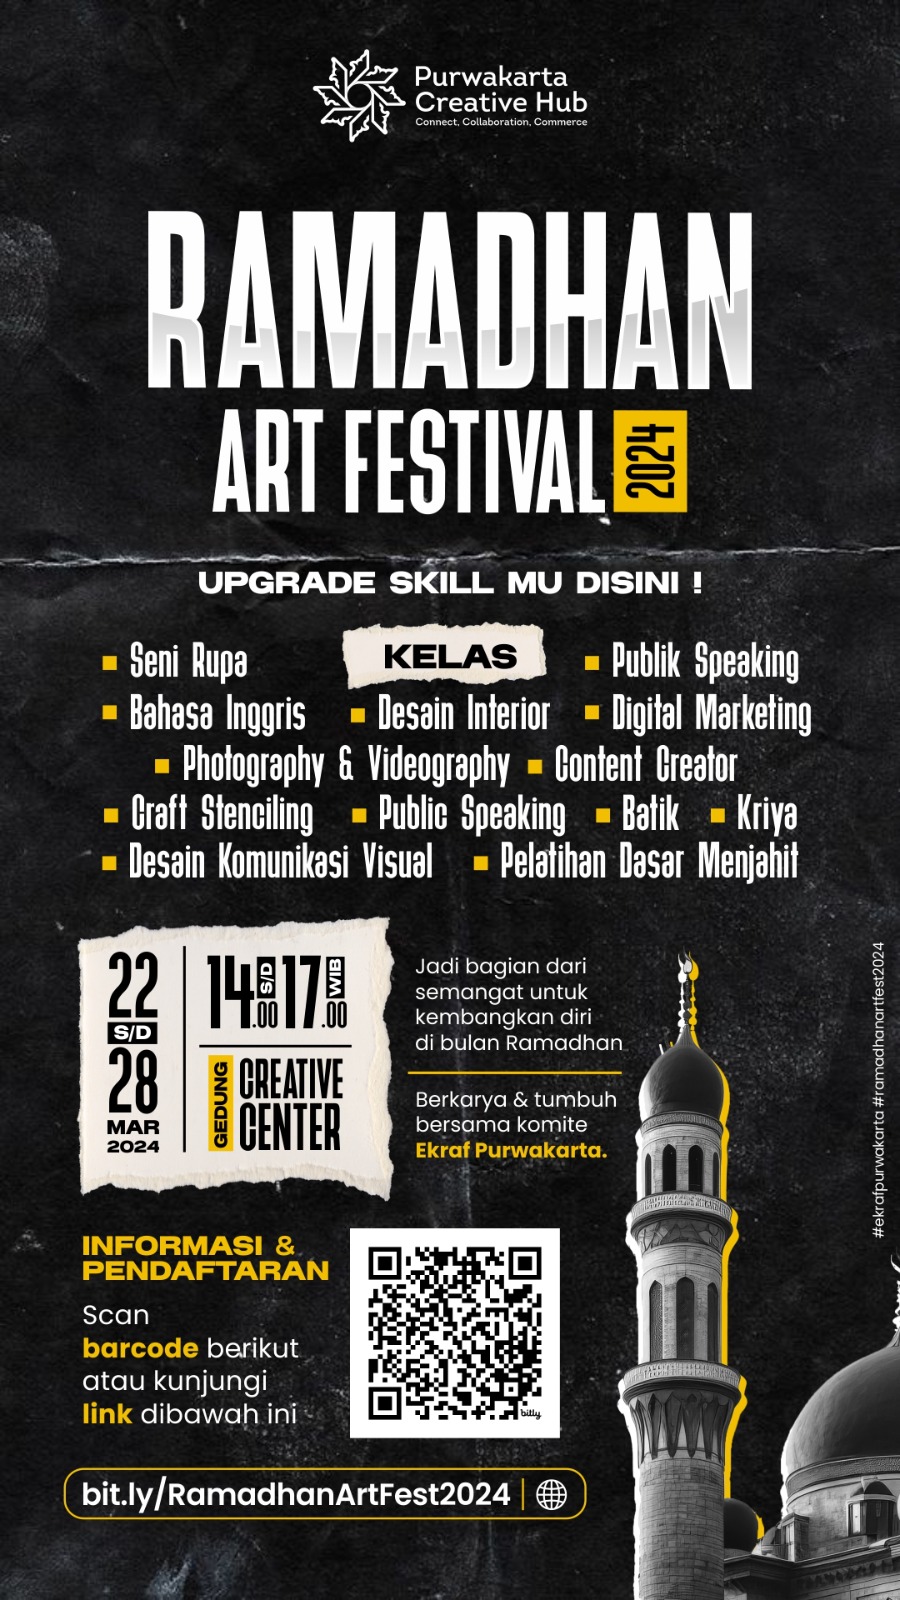 Purwakarta
Creative Hub
Connect, Collaboration, Commerce
RAMADHAN
ART FESTIVAL 2024
UPGRADE SKILL MU DISINI !
KELAS
Seni Rupa
Publik Speaking
Bahasa Inggris
Desain Interior
Digital Marketing
Photography & Videography
Content Creator
Craft Stenciling
Public Speaking
Batik
Kriya
Desain Komunikasi Visual
Pelatihan Dasar Menjahit
22
S/D
28
MAR
2024
14.00 S/D 17.00 WIB
GEDUNG
CREATIVE
CENTER
Jadi bagian dari
semangat untuk
kembangkan diri
di bulan Ramadhan
Berkarya & tumbuh
bersama komite
Ekraf Purwakarta.
#ekrafpurwakarta #ramadhanartfest2024
INFORMASI &
PENDAFTARAN
Scan
barcode berikut
atau kunjungi
link dibawah ini
bitly
bit.ly/RamadhanArtFest2024